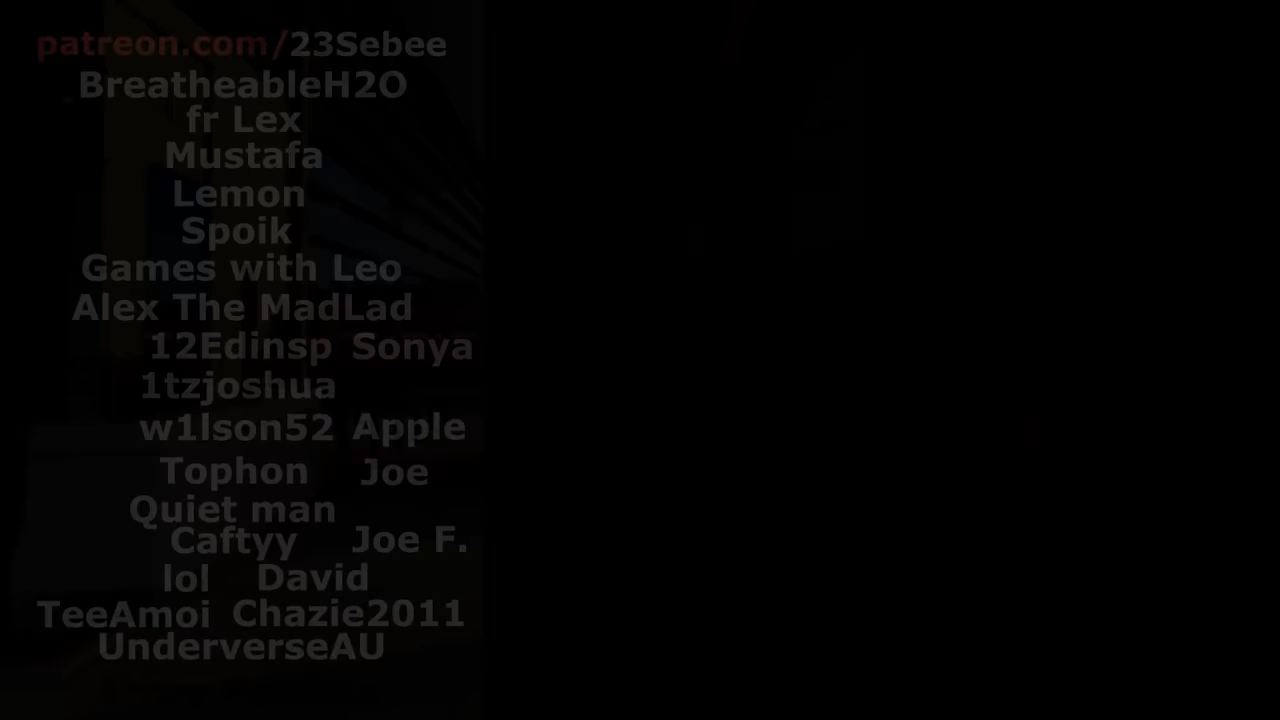 patreon.com/23Sebee
BreatheableH2O
fr Lex
Mustafa
Lemon
Spoik
Games with Leo
Alex The MadLad
12Edinsp Sonya
1tzjoshua
w1lson52 Apple
Tophon Joe
Quiet man
Caftyy Joe F.
lol David
TeeAmoi Chazie2011
UnderverseAU